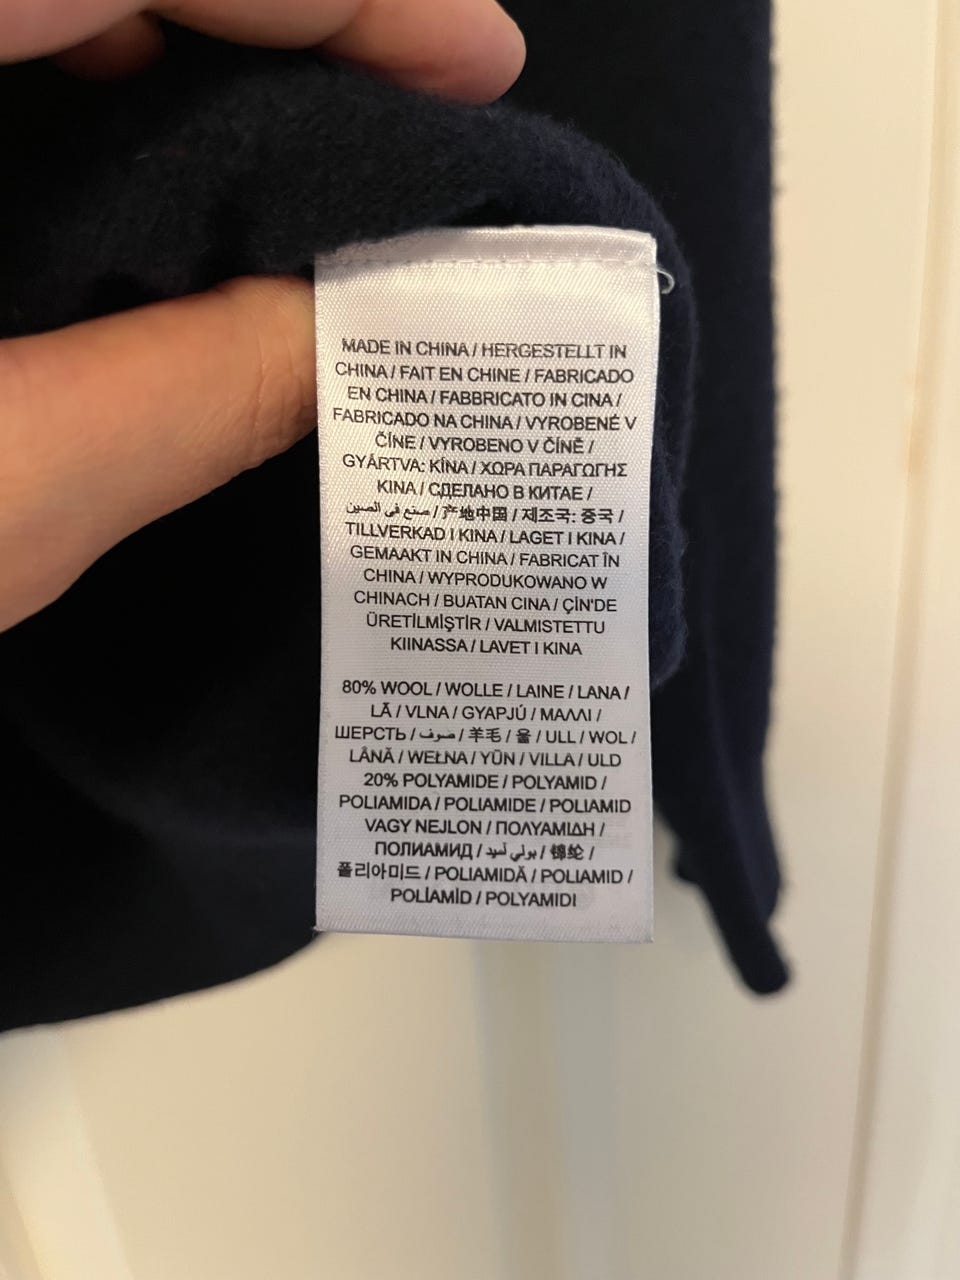 MADE IN CHINA / HERGESTELLT IN
CHINA / FAIT EN CHINE / FABRICADO
EN CHINA / FABBRICATO IN CINA /
FABRICADO NA CHINA / VYROBENÉ V
ČÍNE / VYROBENO V ČÍNĚ /
GYÁRTVA: KÍNA / ΧΩΡΑ ΠΑΡΑΓΩΓΗΣ
KINA / СДЕЛАНО В КИТАЕ /
صنع في الصين / 产地中国 / 제조국: 중국 /
TILLVERKAD I KINA / LAGET I KINA /
GEMAAKT IN CHINA / FABRICAT ÎN
CHINA / WYPRODUKOWANO W
CHINACH / BUATAN CINA / ÇİN'DE
ÜRETİLMİŞTİR / VALMISTETTU
KIINASSA / LAVET I KINA
80% WOOL / WOLLE / LAINE / LANA /
LÃ / VLNA / GYAPJÚ / ΜΑΛΛΙ /
ШЕРСТЬ / صوف / 羊毛 / 울 / ULL / WOL /
LÂNĂ / WEŁNA / YÜN / VILLA / ULD
20% POLYAMIDE / POLYAMID /
POLIAMIDA / POLIAMIDE / POLIAMID
VAGY NEJLON / ΠΟΛΥΑΜΙΔΗ /
ПОЛИАМИД / بولي أميد / 锦纶 /
폴리아미드 / POLIAMIDĂ / POLIAMID /
POLİAMİD / POLYAMIDI